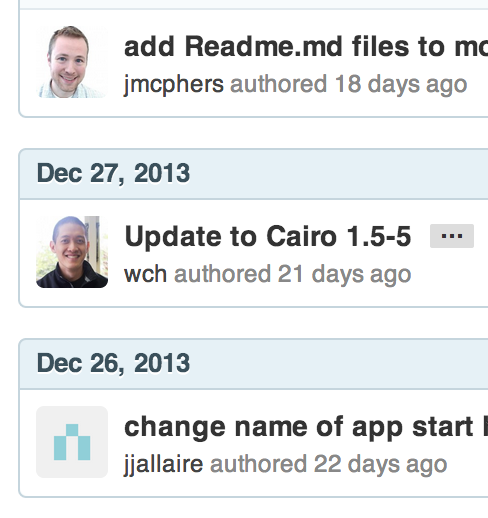 add Readme.md files to
jmcphers authored 18 days ago
Dec 27, 2013
Update to Cairo 1.5-5 ...
wch authored 21 days ago
Dec 26, 2013
change name of app start
jjallaire authored 22 days ago